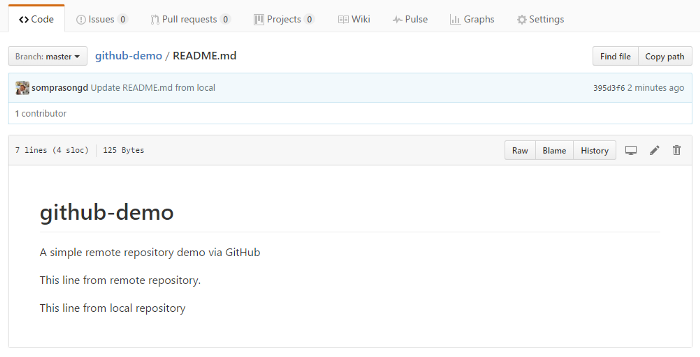 Code Issues 0 Pull requests 0 Projects 0 Wiki Pulse Graphs Settings
Branch: master github-demo / README.md Find file Copy path
somprasongd Update README.md from local 395d3f6 2 minutes ago
1 contributor
7 lines (4 sloc) 125 Bytes Raw Blame History
github-demo
A simple remote repository demo via GitHub
This line from remote repository.
This line from local repository